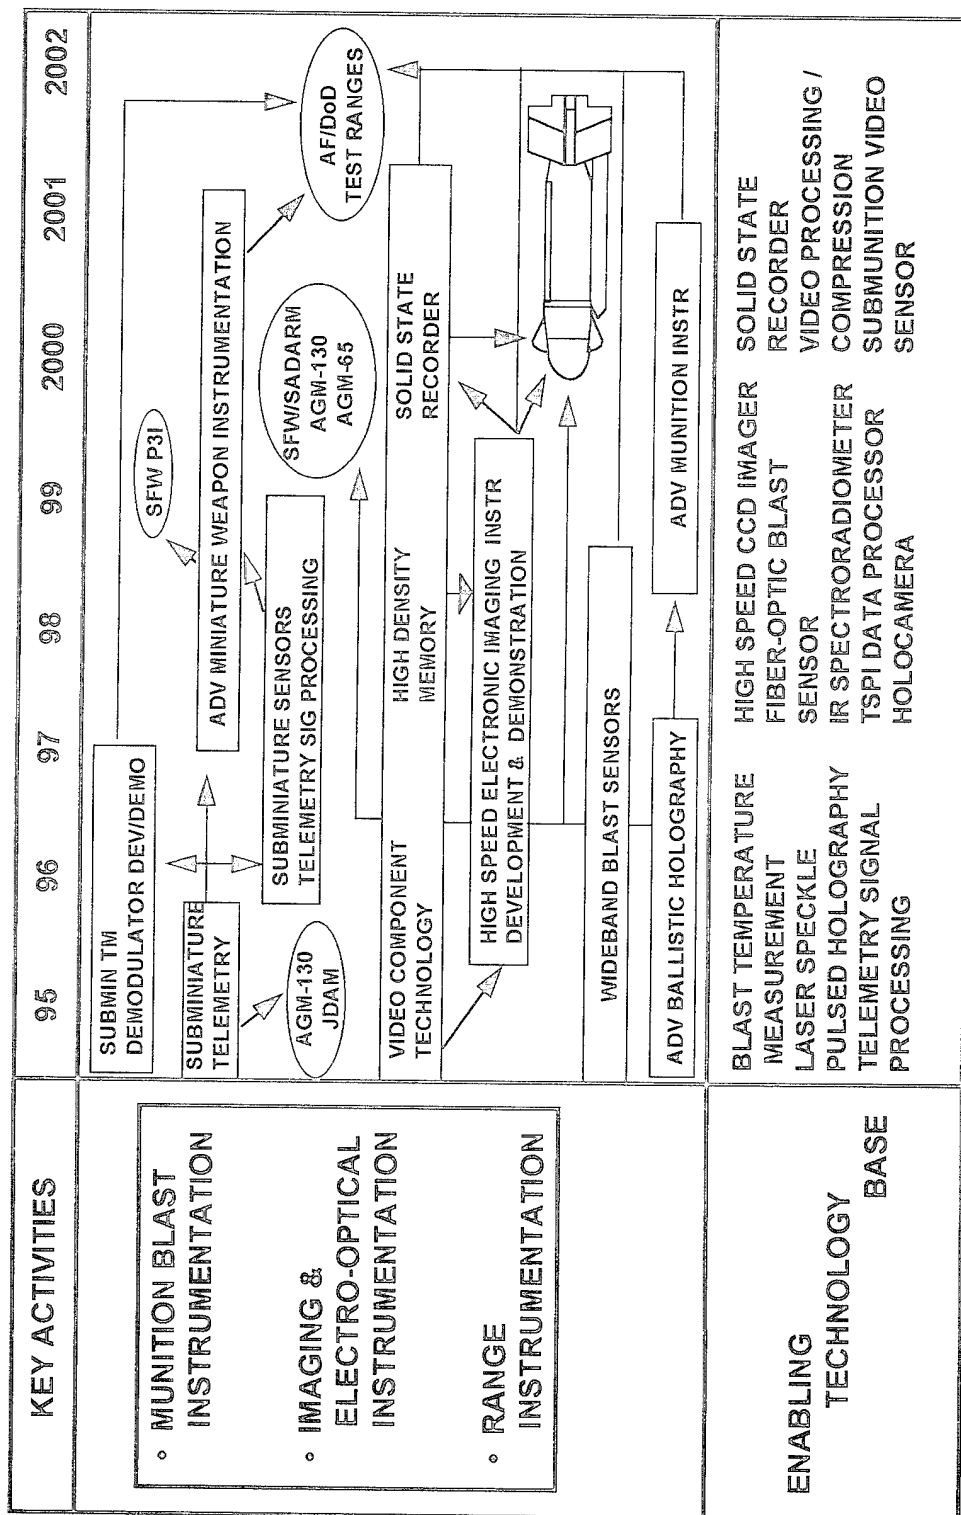 KEY ACTIVITIES
95
96
97
98
99
2000
2001
2002
• MUNITION BLAST
INSTRUMENTATION
• IMAGING &
ELECTRO-OPTICAL
INSTRUMENTATION
• RANGE
INSTRUMENTATION
SUBMIN TM
DEMODULATOR DEV/DEMO
SUBMINIATURE
TELEMETRY
AGM-130
JDAM
SUBMINIATURE SENSORS
TELEMETRY SIG PROCESSING
ADV MINIATURE WEAPON INSTRUMENTATION
SFW P3I
SFW/SADARM
AGM-130
AGM-65
AF/DoD
TEST RANGES
VIDEO COMPONENT
TECHNOLOGY
HIGH DENSITY
MEMORY
SOLID STATE
RECORDER
HIGH SPEED ELECTRONIC IMAGING INSTR
DEVELOPMENT & DEMONSTRATION
WIDEBAND BLAST SENSORS
ADV BALLISTIC HOLOGRAPHY
ADV MUNITION INSTR
ENABLING
TECHNOLOGY
BASE
BLAST TEMPERATURE
MEASUREMENT
LASER SPECKLE
PULSED HOLOGRAPHY
TELEMETRY SIGNAL
PROCESSING
HIGH SPEED CCD IMAGER
FIBER-OPTIC BLAST
SENSOR
IR SPECTRORADIOMETER
TSPI DATA PROCESSOR
HOLOCAMERA
SOLID STATE
RECORDER
VIDEO PROCESSING /
COMPRESSION
SUBMUNITION VIDEO
SENSOR